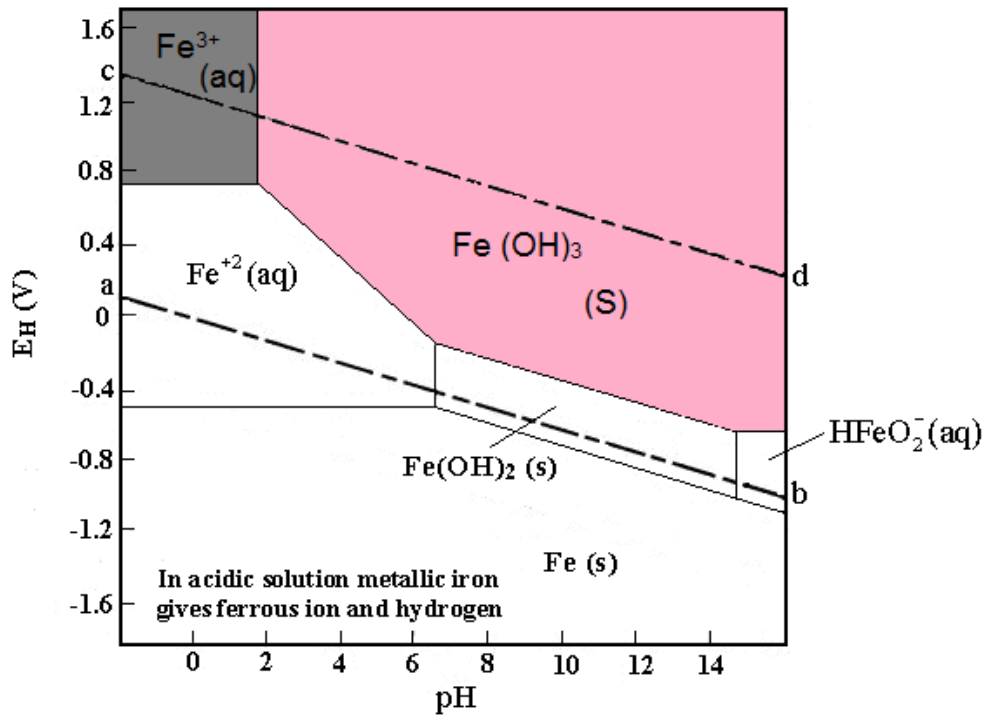 1.6
c
1.2
0.8
0.4
a
0
-0.4
-0.8
-1.2
-1.6
E_H (V)
Fe³⁺
(aq)
Fe⁺²(aq)
Fe (OH)₃
(S)
d
HFeO₂⁻(aq)
Fe(OH)₂ (s)
b
Fe (s)
In acidic solution metallic iron
gives ferrous ion and hydrogen
0 2 4 6 8 10 12 14
pH